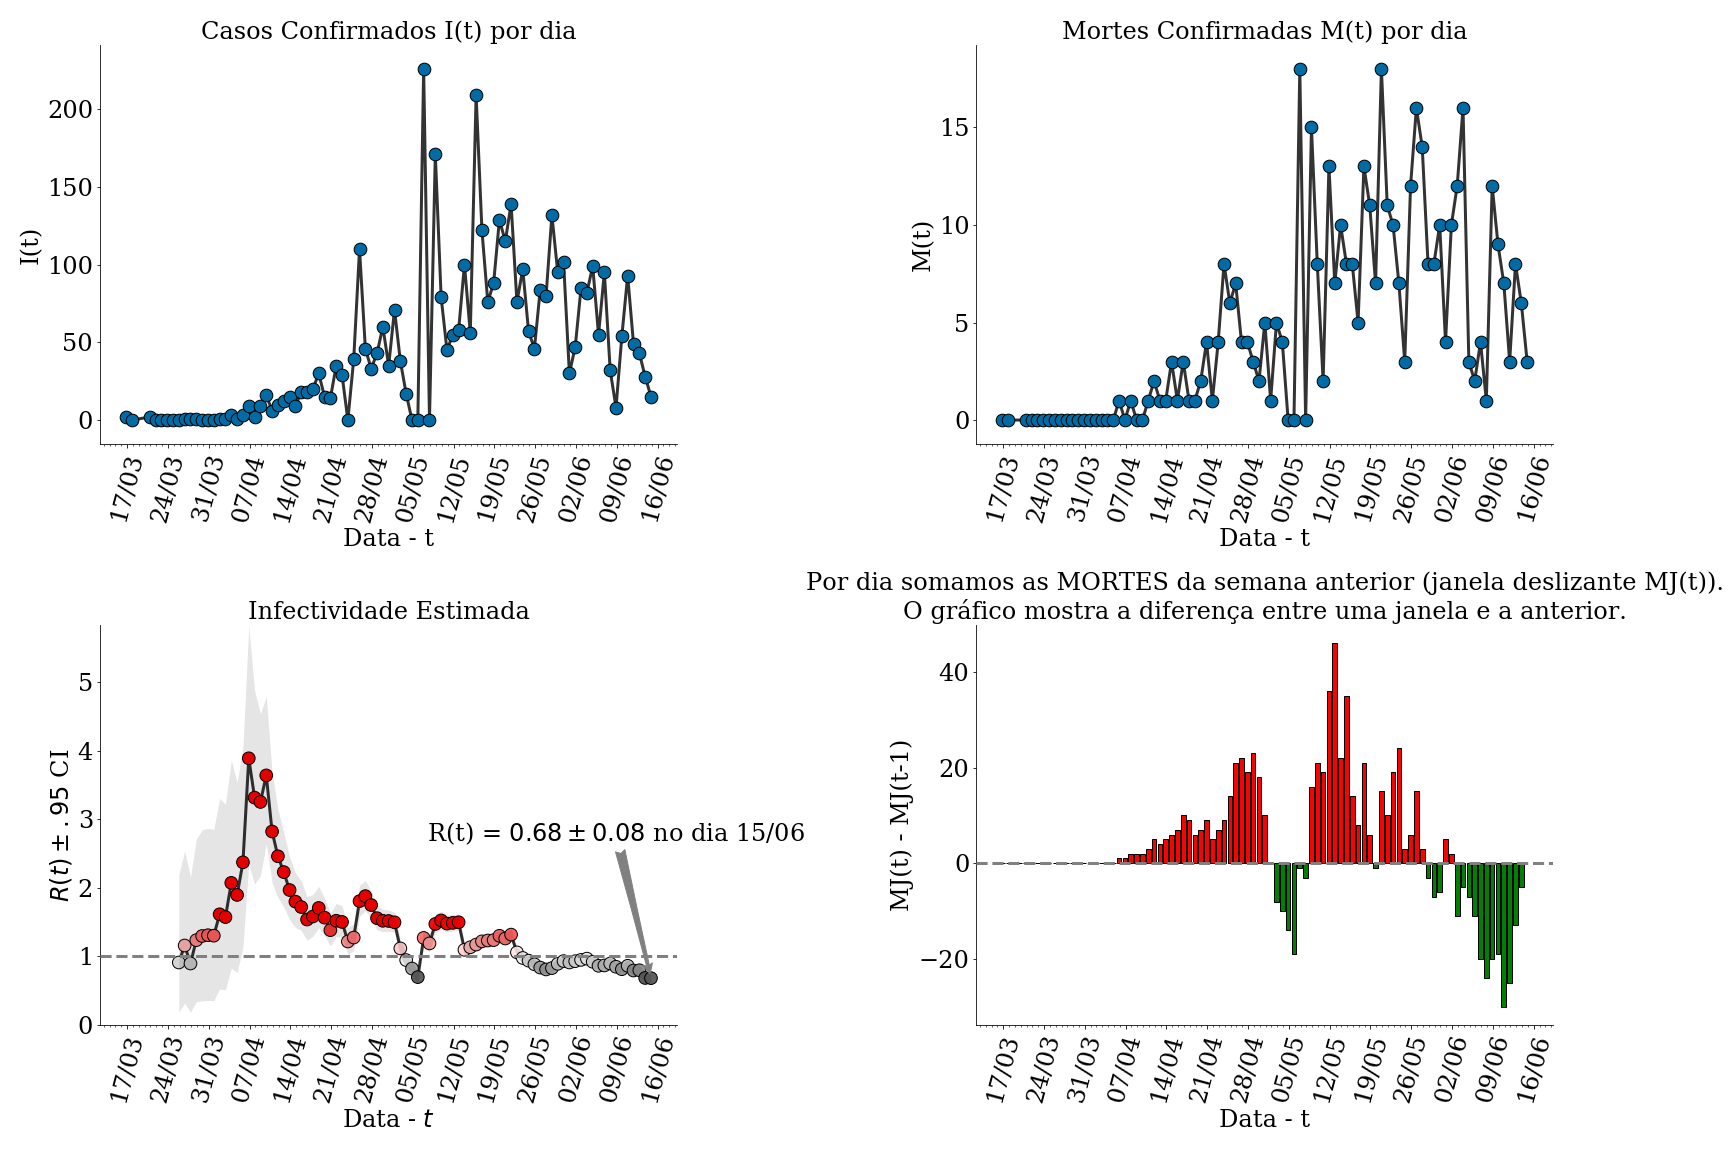 Casos Confirmados I(t) por dia
I(t)
200
150
100
50
0
17/03 24/03 31/03 07/04 14/04 21/04 28/04 05/05 12/05 19/05 26/05 02/06 09/06 16/06
Data - t
Mortes Confirmadas M(t) por dia
M(t)
15
10
5
0
17/03 24/03 31/03 07/04 14/04 21/04 28/04 05/05 12/05 19/05 26/05 02/06 09/06 16/06
Data - t
Infectividade Estimada
R(t) ± .95 CI
5
4
3
2
1
0
R(t) = 0.68 ± 0.08 no dia 15/06
17/03 24/03 31/03 07/04 14/04 21/04 28/04 05/05 12/05 19/05 26/05 02/06 09/06 16/06
Data - t
Por dia somamos as MORTES da semana anterior (janela deslizante MJ(t)).
O gráfico mostra a diferença entre uma janela e a anterior.
MJ(t) - MJ(t-1)
40
20
0
−20
17/03 24/03 31/03 07/04 14/04 21/04 28/04 05/05 12/05 19/05 26/05 02/06 09/06 16/06
Data - t